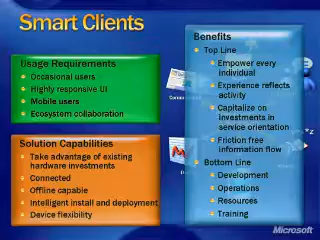 Smart Clients
Usage Requirements
Occasional users
Highly responsive UI
Mobile users
Ecosystem collaboration
Solution Capabilities
Take advantage of existing
hardware investments
Connected
Offline capable
Intelligent install and deployment
Device flexibility
Benefits
Top Line
Empower every
individual
Experience reflects
activity
Capitalize on
investments in
service orientation
Friction free
information flow
Bottom Line
Development
Operations
Resources
Training
Microsoft